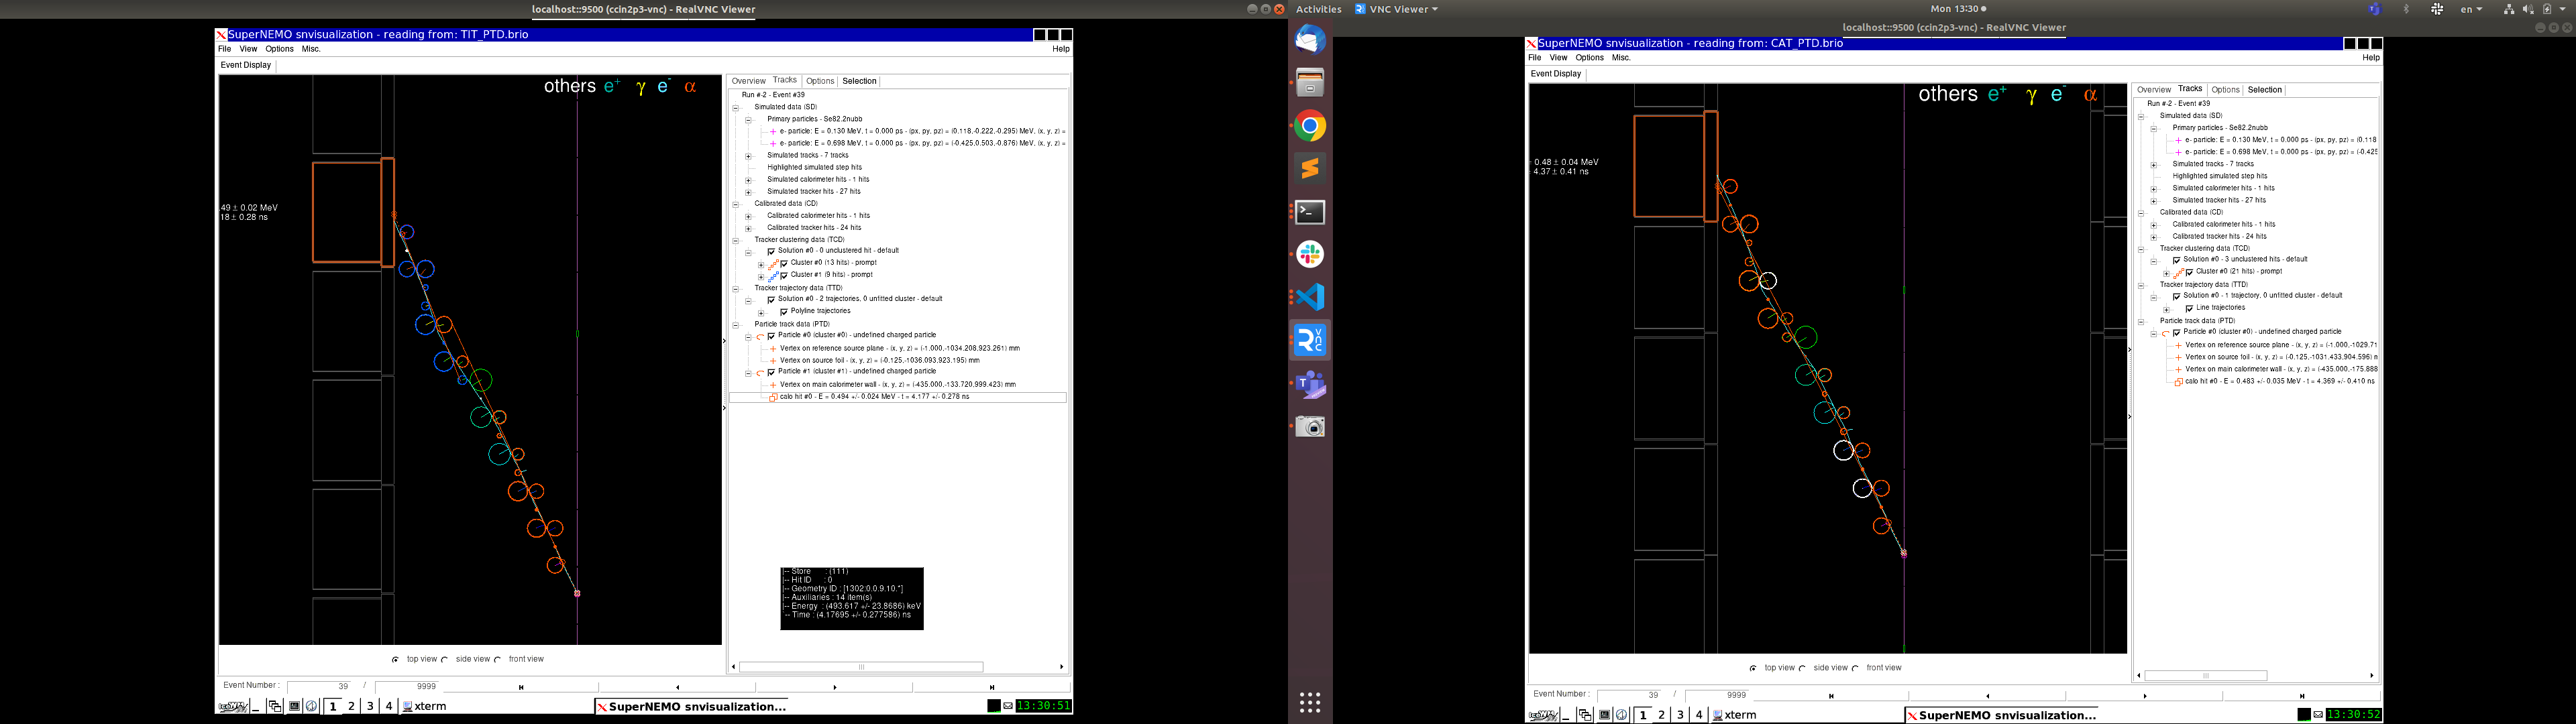 localhost::9500 (ccin2p3-vnc) - RealVNC Viewer
SuperNEMO snvisualization - reading from: TIT_PTD.brio
File View Options Misc. Help
Event Display
others e+ γ e- α
49 ± 0.02 MeV
18 ± 0.28 ns
Overview Tracks Options Selection
Run #-2 - Event #39
Simulated data (SD)
Primary particles - Se82.2nubb
e- particle: E = 0.130 MeV, t = 0.000 ps - (px, py, pz) = (0.118,-0.222,-0.295) MeV, (x, y, z) =
e- particle: E = 0.698 MeV, t = 0.000 ps - (px, py, pz) = (-0.425,0.503,-0.876) MeV, (x, y, z) =
Simulated tracks - 7 tracks
Highlighted simulated step hits
Simulated calorimeter hits - 1 hits
Simulated tracker hits - 27 hits
Calibrated data (CD)
Calibrated calorimeter hits - 1 hits
Calibrated tracker hits - 24 hits
Tracker clustering data (TCD)
Solution #0 - 0 unclustered hit - default
Cluster #0 (13 hits) - prompt
Cluster #1 (9 hits) - prompt
Tracker trajectory data (TTD)
Solution #0 - 2 trajectories, 0 unfitted cluster - default
Polyline trajectories
Particle track data (PTD)
Particle #0 (cluster #0) - undefined charged particle
Vertex on reference source plane - (x, y, z) = (-1.000,-1034.208,923.261) mm
Vertex on source foil - (x, y, z) = (-0.125,-1036.093,923.195) mm
Particle #1 (cluster #1) - undefined charged particle
Vertex on main calorimeter wall - (x, y, z) = (-435.000,-133.720,999.423) mm
calo hit #0 - E = 0.494 +/- 0.024 MeV - t = 4.177 +/- 0.278 ns
|-- Store : (111)
|-- Hit ID : 0
|-- Geometry ID : [1302:0.0.9.10.*]
|-- Auxiliaries : 14 item(s)
|-- Energy : (493.617 +/- 23.8686) keV
`-- Time : (4.17695 +/- 0.277586) ns
top view side view front view
Event Number : 39 / 9999
1 2 3 4 xterm SuperNEMO snvisualization... 13:30:51
Activities VNC Viewer Mon 13:30 en
localhost::9500 (ccin2p3-vnc) - RealVNC Viewer
SuperNEMO snvisualization - reading from: CAT_PTD.brio
File View Options Misc. Help
Event Display
others e+ γ e- α
: 0.48 ± 0.04 MeV
= 4.37 ± 0.41 ns
Overview Tracks Options Selection
Run #-2 - Event #39
Simulated data (SD)
Primary particles - Se82.2nubb
e- particle: E = 0.130 MeV, t = 0.000 ps - (px, py, pz) = (0.118
e- particle: E = 0.698 MeV, t = 0.000 ps - (px, py, pz) = (-0.425
Simulated tracks - 7 tracks
Highlighted simulated step hits
Simulated calorimeter hits - 1 hits
Simulated tracker hits - 27 hits
Calibrated data (CD)
Calibrated calorimeter hits - 1 hits
Calibrated tracker hits - 24 hits
Tracker clustering data (TCD)
Solution #0 - 3 unclustered hits - default
Cluster #0 (21 hits) - prompt
Tracker trajectory data (TTD)
Solution #0 - 1 trajectory, 0 unfitted cluster - default
Line trajectories
Particle track data (PTD)
Particle #0 (cluster #0) - undefined charged particle
Vertex on reference source plane - (x, y, z) = (-1.000,-1029.71
Vertex on source foil - (x, y, z) = (-0.125,-1031.433,904.596) m
Vertex on main calorimeter wall - (x, y, z) = (-435.000,-175.888
calo hit #0 - E = 0.483 +/- 0.035 MeV - t = 4.369 +/- 0.410 ns
top view side view front view
Event Number : 39 / 9999
1 2 3 4 xterm SuperNEMO snvisualization... 13:30:52